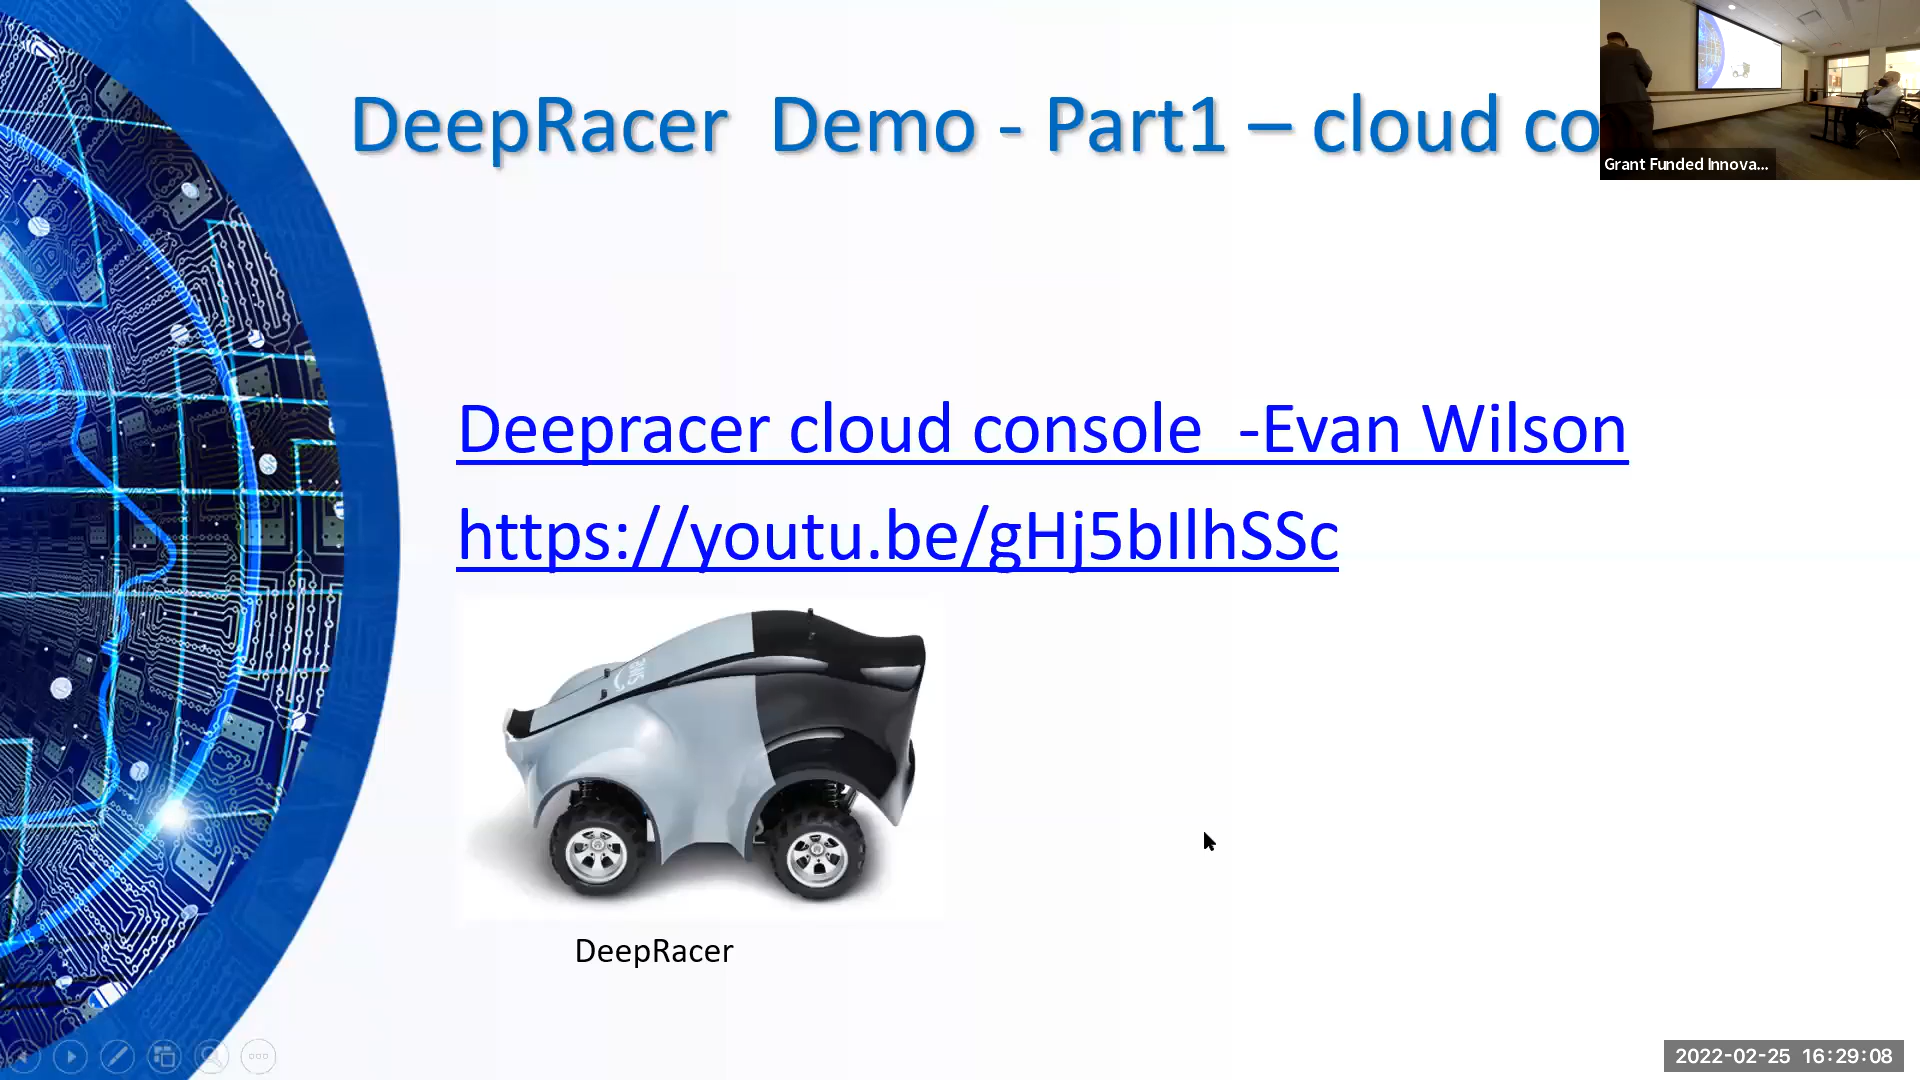 DeepRacer Demo - Part1 – cloud co
Grant Funded Innova...
Deepracer cloud console -Evan Wilson
https://youtu.be/gHj5bIlhSSc
aws
DeepRacer
2022-02-25 16:29:08